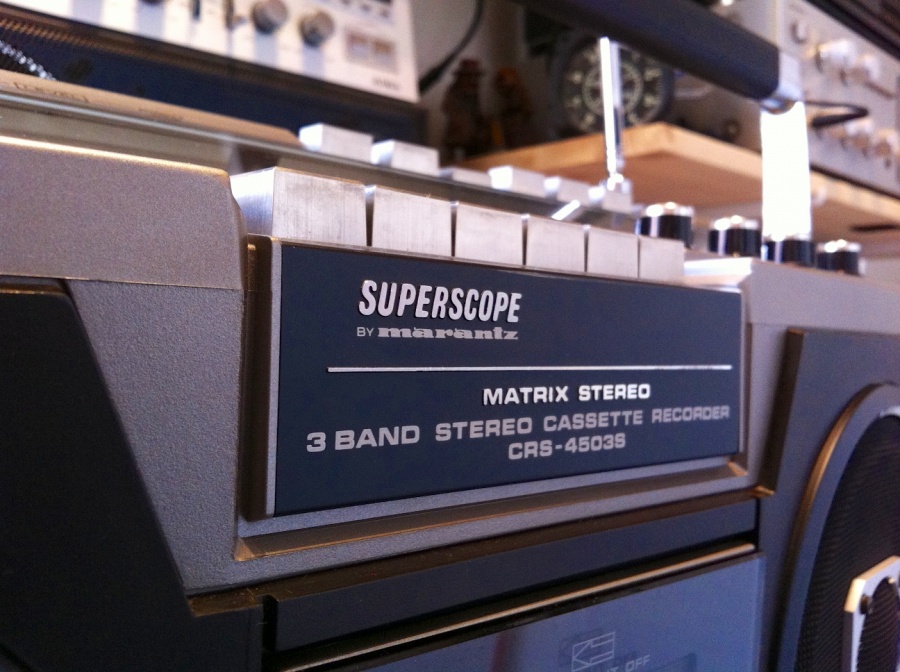 SUPERSCOPE
BY marantz
MATRIX STEREO
3 BAND STEREO CASSETTE RECORDER
CRS-4503S